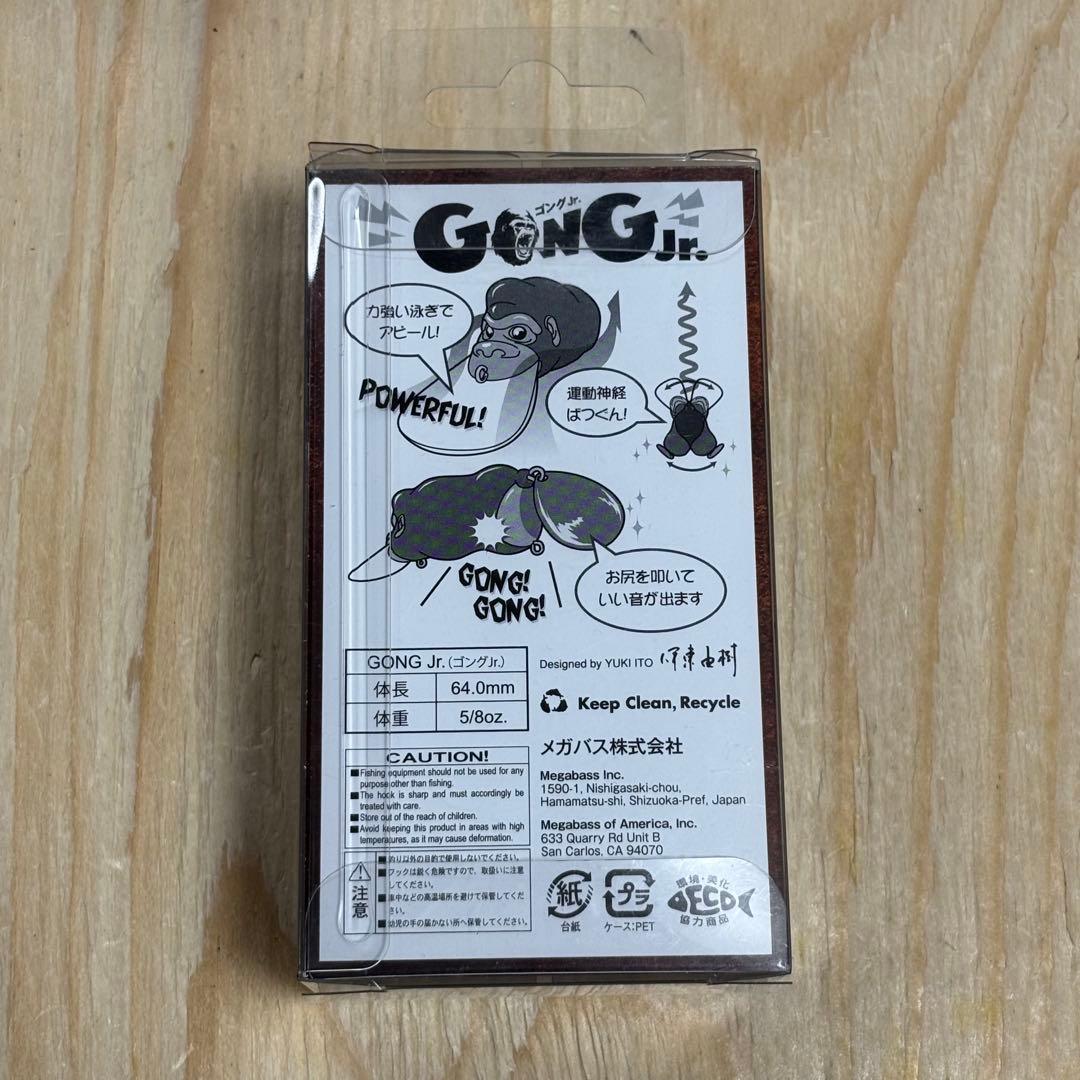 ゴングJr.
GONG Jr.
力強い泳ぎで
アピール!
POWERFUL!
運動神経
ばつぐん!
GONG!
GONG!
お尻を叩いて
いい音が出ます
GONG Jr.(ゴングJr.)
体長 64.0mm
体重 5/8oz.
Designed by YUKI ITO 伊東由樹
Keep Clean, Recycle
メガバス株式会社
Megabass Inc.
1590-1, Nishigasaki-chou,
Hamamatsu-shi, Shizuoka-Pref, Japan
Megabass of America, Inc.
633 Quarry Rd Unit B
San Carlos, CA 94070
CAUTION!
■Fishing equipment should not be used for any
purpose other than fishing.
■The hook is sharp and must accordingly be
treated with care.
■Store out of the reach of children.
■Avoid keeping this product in areas with high
temperatures, as it may cause deformation.
注意
■釣り以外の目的で使用しないでください。
■フックは鋭く危険ですので、取扱いに注意
してください。
■車中などの高温場所を避けて保管してくだ
さい。
■幼児の手の届かない所へ保管してください。
紙
台紙
プラ
ケース:PET
環境・美化
ECO
協力商品